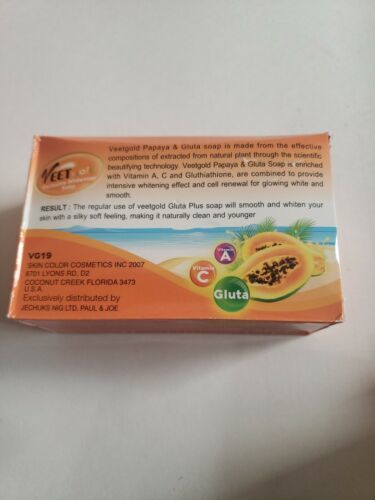 Veetgold Papaya & Gluta soap is made from the effective
compositions of extracted from natural plant through the scientific
beautifying technology. Veetgold Papaya & Gluta Soap is enriched
with Vitamin A, C and Gluthiathione, are combined to provide
intensive whitening effect and cell renewal for glowing white and
smooth.
RESULT : The regular use of veetgold Gluta Plus soap will smooth and whiten your
skin with a silky soft feeling, making it naturally clean and younger
VG19
SKIN COLOR COSMETICS INC 2007
6701 LYONS RD, D2
COCONUT CREEK FLORIDA 3473
U.S.A.
Exclusively distributed by
JECHUKS NIG LTD. PAUL & JOE
Vitamin
A
Vitamin
C
Gluta